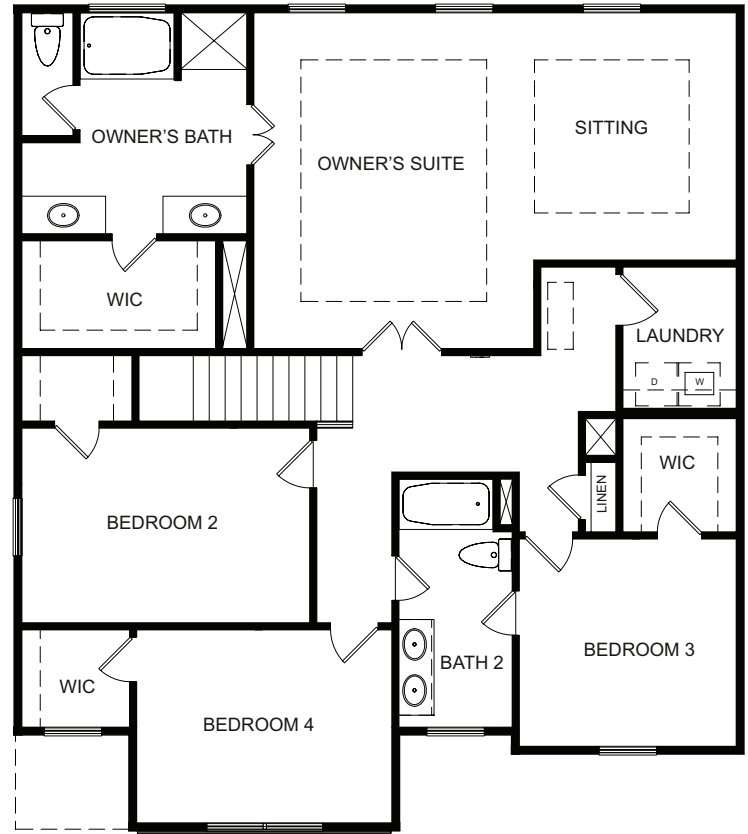 OWNER'S BATH
SITTING
OWNER'S SUITE
WIC
LAUNDRY
D
W
WIC
LINEN
BEDROOM 2
BEDROOM 3
BATH 2
WIC
BEDROOM 4